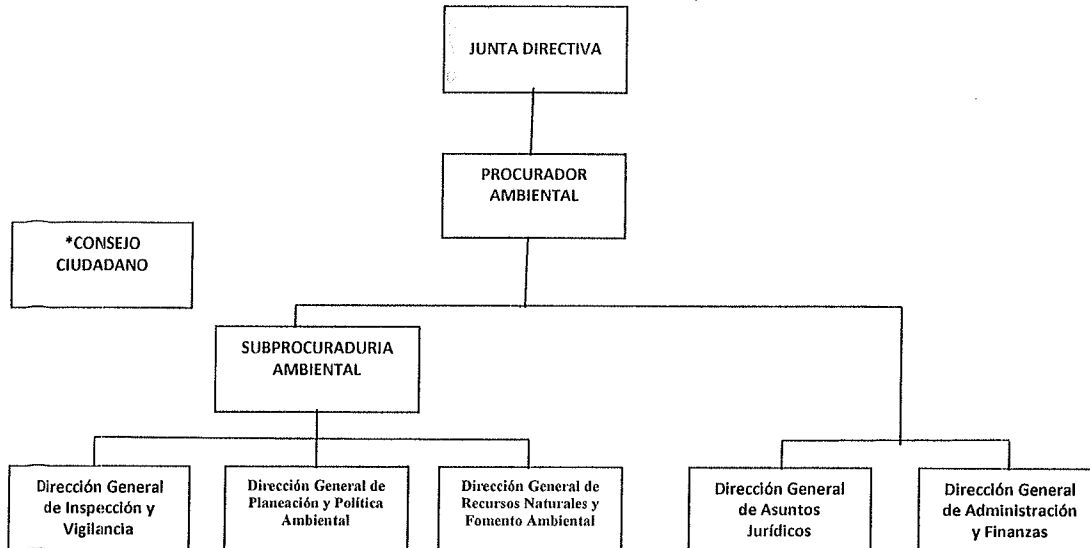 JUNTA DIRECTIVA
PROCURADOR
AMBIENTAL
*CONSEJO
CIUDADANO
SUBPROCURADURIA
AMBIENTAL
Dirección General
de Inspección y
Vigilancia
Dirección General de
Planeación y Política
Ambiental
Dirección General de
Recursos Naturales y
Fomento Ambiental
Dirección General
de Asuntos
Jurídicos
Dirección General
de Administración
y Finanzas